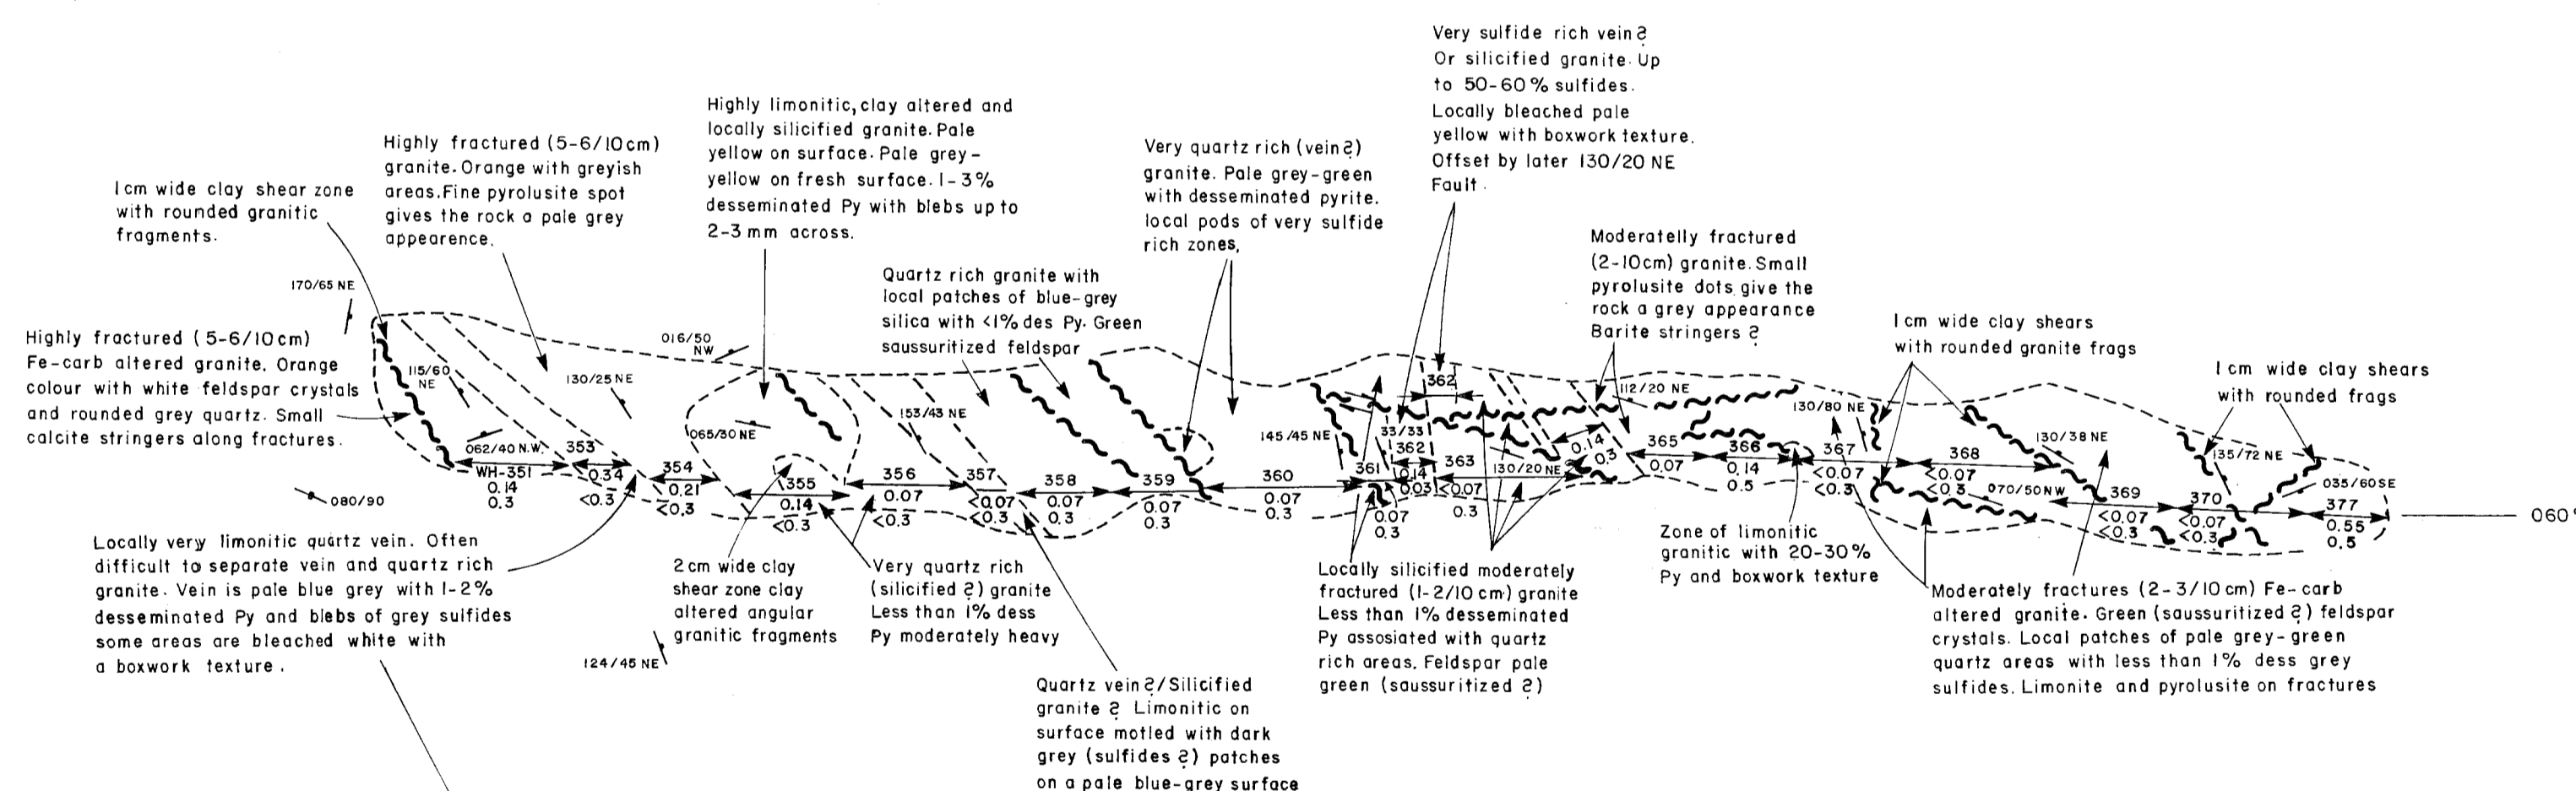 Very sulfide rich vein?
Or silicified granite. Up
to 50-60% sulfides.
Locally bleached pale
yellow with boxwork texture.
Offset by later 130/20 NE
Fault.
Highly limonitic, clay altered and
locally silicified granite. Pale
yellow on surface. Pale grey-
yellow on fresh surface. 1-3%
desseminated Py with blebs up to
2-3 mm across.
Highly fractured (5-6/10cm)
granite. Orange with greyish
areas. Fine pyrolusite spot
gives the rock a pale grey
appearence.
Very quartz rich (vein?)
granite. Pale grey-green
with desseminated pyrite.
local pods of very sulfide
rich zones,
1cm wide clay shear zone
with rounded granitic
fragments.
Moderatelly fractured
(2-10cm) granite. Small
pyrolusite dots give the
rock a grey appearance
Barite stringers ?
Quartz rich granite with
local patches of blue-grey
silica with <1% des Py. Green
saussuritized feldspar
170/65 NE
Highly fractured (5-6/10cm)
Fe-carb altered granite. Orange
colour with white feldspar crystals
and rounded grey quartz. Small
calcite stringers along fractures.
1cm wide clay shears
with rounded granite frags
1cm wide clay shears
with rounded frags
016/50
NW
115/60
NE
130/25 NE
153/43 NE
065/30 NE
062/40 N.W.
080/90
145/45 NE
33/33
112/20 NE
130/80 NE
130/20 NE
130/38 NE
135/72 NE
070/50 NW
035/60 SE
060°
WH-351
0.14
0.3
353
0.34
<0.3
354
0.21
<0.3
355
0.14
<0.3
356
0.07
<0.3
357
<0.07
<0.3
358
0.07
0.3
359
0.07
0.3
360
0.07
0.3
361
0.07
0.3
362
362
0.14
0.03
363
<0.07
0.3
0.14
0.3
365
0.07
366
0.14
0.5
367
<0.07
<0.3
368
<0.07
<0.3
369
<0.07
<0.3
370
<0.07
<0.3
377
0.55
0.5
Locally very limonitic quartz vein. Often
difficult to separate vein and quartz rich
granite. Vein is pale blue grey with 1-2%
desseminated Py and blebs of grey sulfides
some areas are bleached white with
a boxwork texture.
2cm wide clay
shear zone clay
altered angular
granitic fragments
124/45 NE
Very quartz rich
(silicified ?) granite
Less than 1% dess
Py moderately heavy
Quartz vein?/Silicified
granite ? Limonitic on
surface motled with dark
grey (sulfides ?) patches
on a pale blue-grey surface
Locally silicified moderately
fractured (1-2/10 cm) granite
Less than 1% desseminated
Py assosiated with quartz
rich areas. Feldspar pale
green (saussuritized ?)
Zone of limonitic
granitic with 20-30%
Py and boxwork texture
Moderately fractures (2-3/10cm) Fe-carb
altered granite. Green (saussuritized ?) feldspar
crystals. Local patches of pale grey-green
quartz areas with less than 1% dess grey
sulfides. Limonite and pyrolusite on fractures